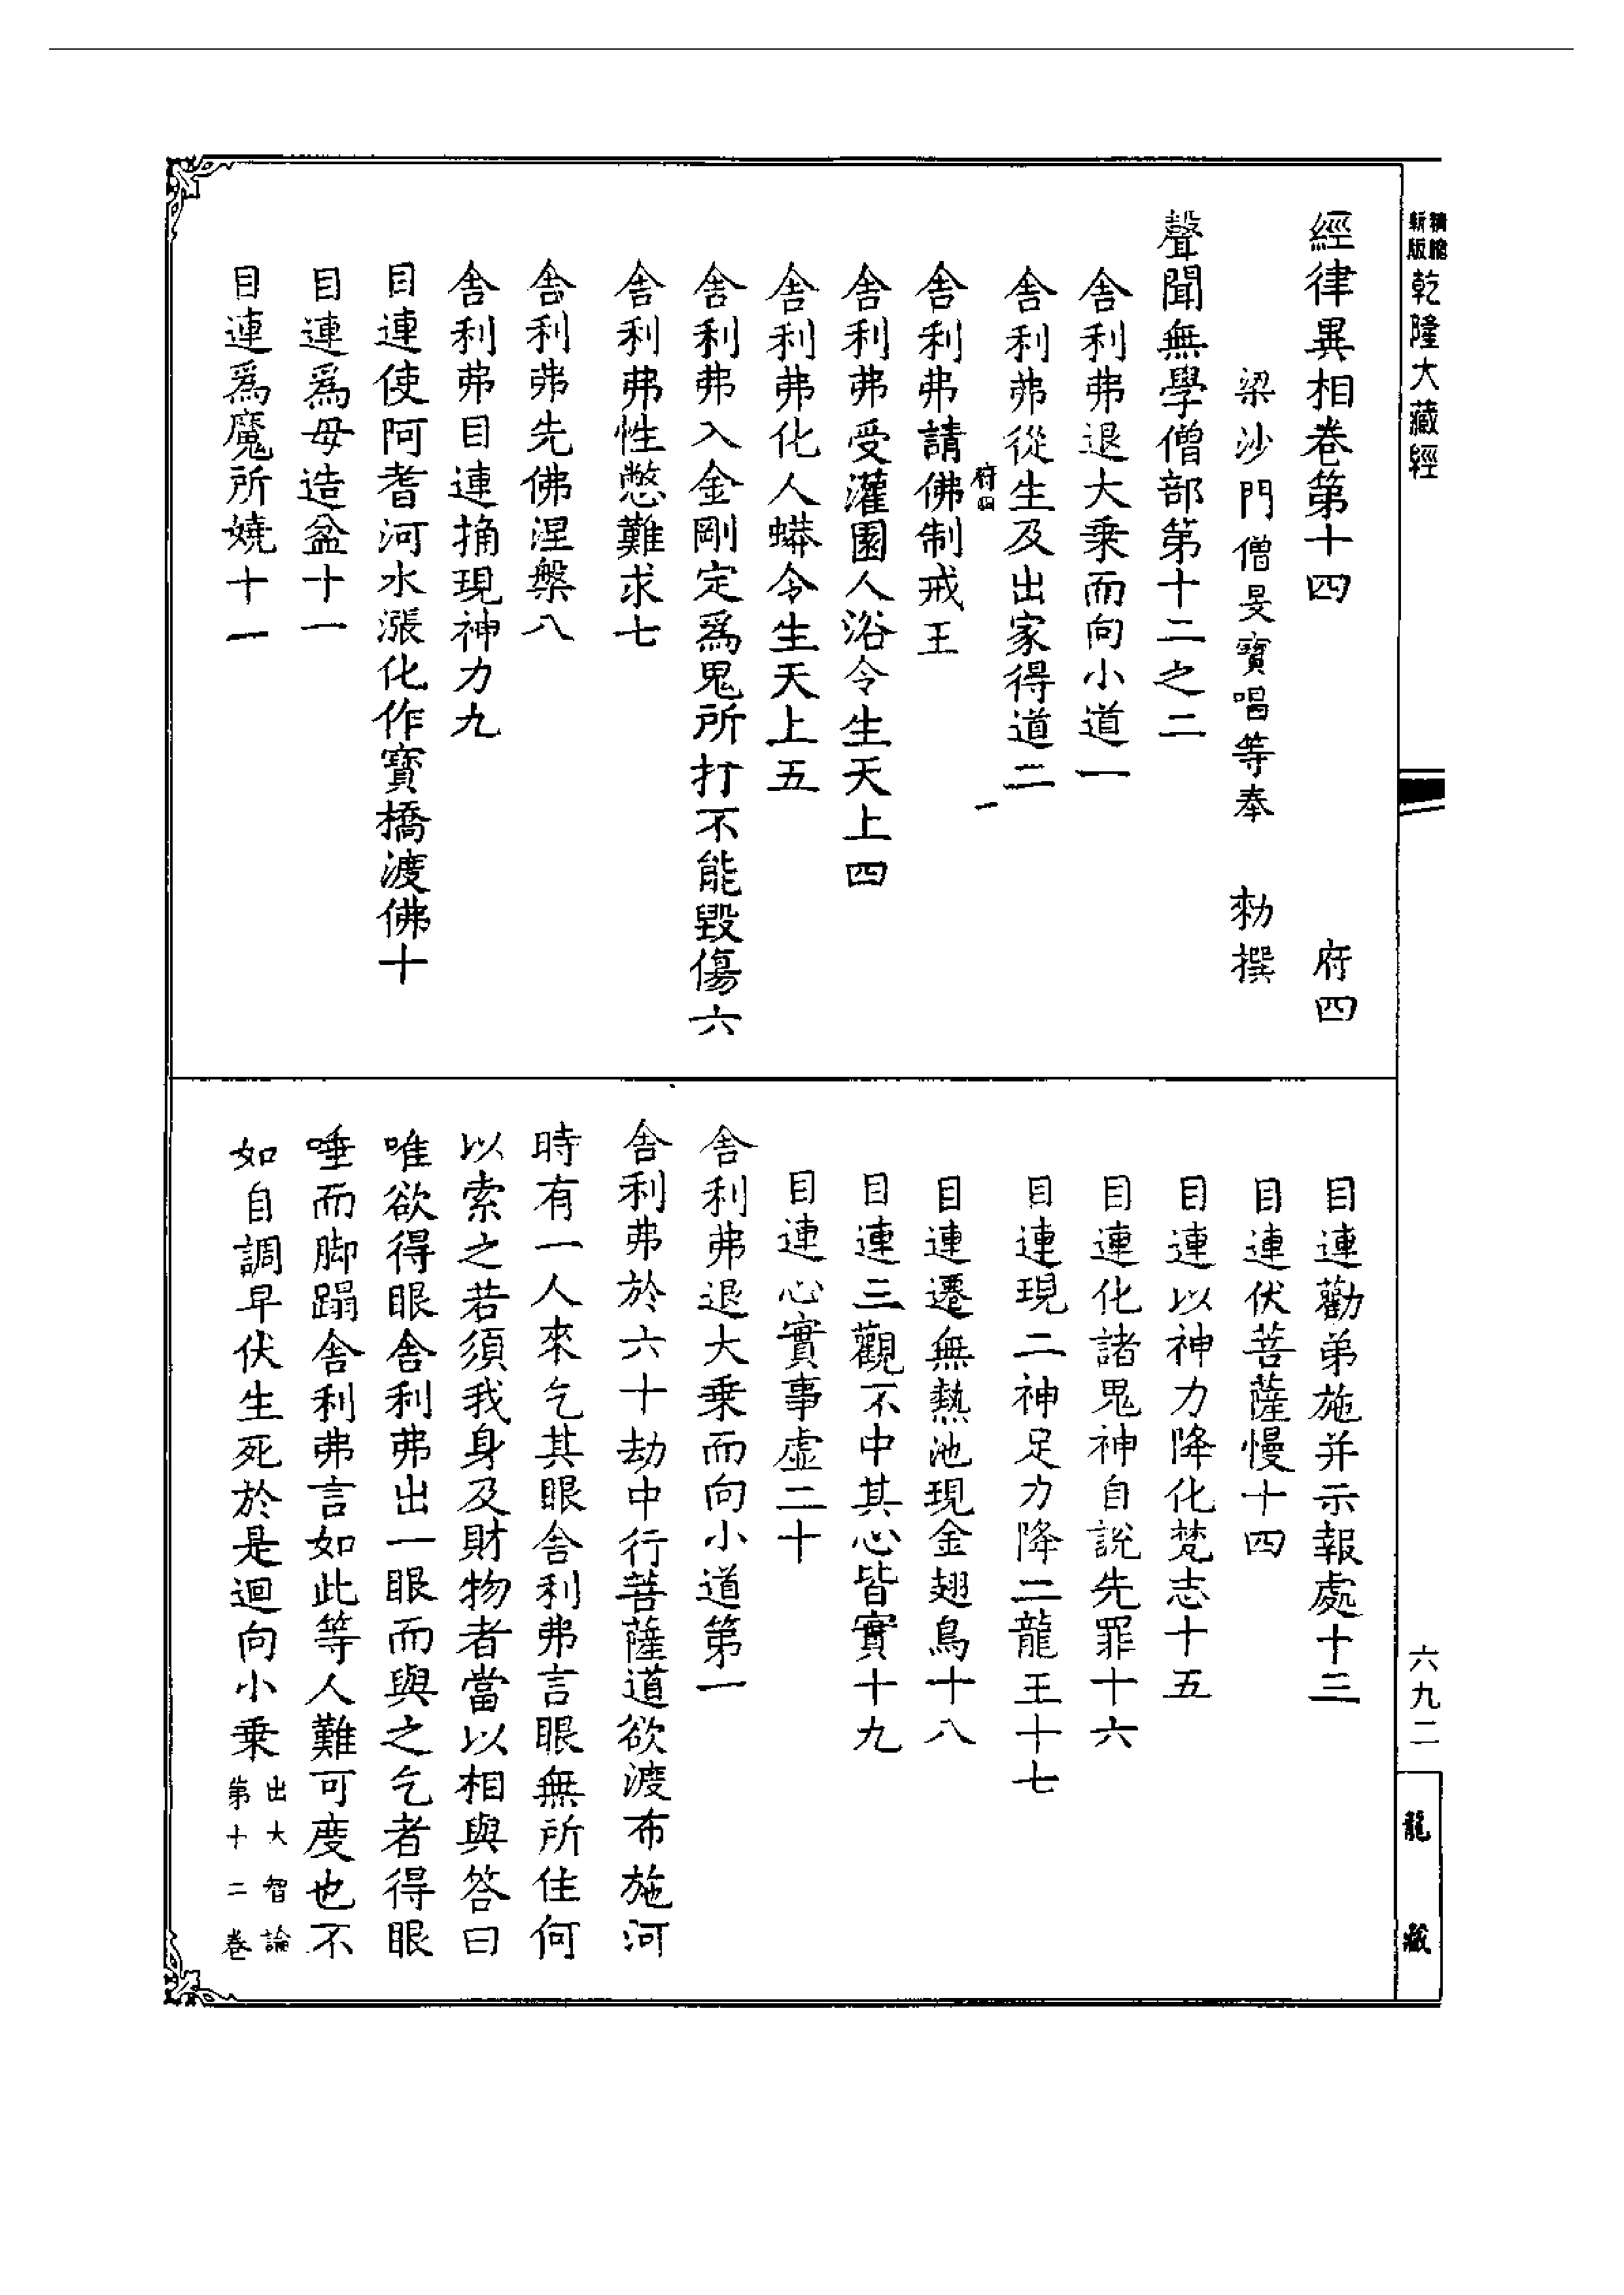 新版精縮乾隆大藏經
經律異相卷第十四 府四
梁沙門僧旻寶唱等奉 勑撰
聲聞無學僧部第十二之二
舍利弗退大乘而向小道一
舍利弗從生及出家得道二
府四 一
舍利弗請佛制戒王
舍利弗受灌園人浴令生天上四
舍利弗化人蟒令生天上五
舍利弗入金剛定爲鬼所打不能毀傷六
舍利弗性憋難求七
舍利弗先佛涅槃八
舍利弗目連捅現神力九
目連使阿耆河水漲化作寶橋渡佛十
目連爲母造盆十一
目連爲魔所嬈十一
目連勸弟施并示報處十三
目連伏菩薩慢十四
目連以神力降化梵志十五
目連化諸鬼神自說先罪十六
目連現二神足力降二龍王十七
目連遷無熱池現金翅鳥十八
目連三觀不中其心皆實十九
目連心實事虛二十
舍利弗退大乘而向小道第一
舍利弗於六十劫中行菩薩道欲渡布施河
時有一人來乞其眼舍利弗言眼無所任何
以索之若須我身及財物者當以相與答曰
唯欲得眼舍利弗出一眼而與之乞者得眼
唾而脚蹋舍利弗言如此等人難可度也不
如自調早伏生死於是迴向小乘出大智論第十二卷
六九二
龍藏